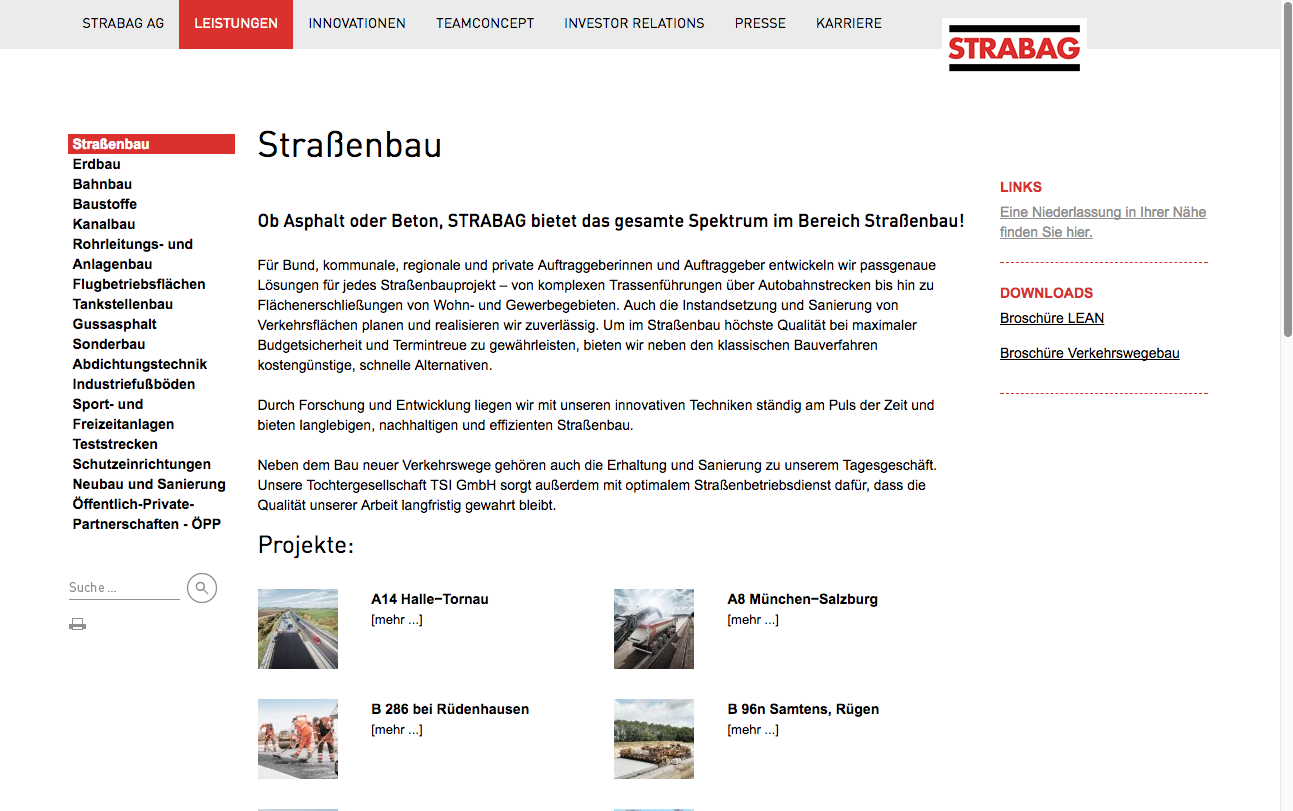 STRABAG AG
LEISTUNGEN
INNOVATIONEN
TEAMCONCEPT
INVESTOR RELATIONS
PRESSE
KARRIERE
STRABAG
Straßenbau
Erdbau
Bahnbau
Baustoffe
Kanalbau
Rohrleitungs- und
Anlagenbau
Flugbetriebsflächen
Tankstellenbau
Gussasphalt
Sonderbau
Abdichtungstechnik
Industriefußböden
Sport- und
Freizeitanlagen
Teststrecken
Schutzeinrichtungen
Neubau und Sanierung
Öffentlich-Private-
Partnerschaften - ÖPP
Suche ...
Straßenbau
Ob Asphalt oder Beton, STRABAG bietet das gesamte Spektrum im Bereich Straßenbau!
Für Bund, kommunale, regionale und private Auftraggeberinnen und Auftraggeber entwickeln wir passgenaue
Lösungen für jedes Straßenbauprojekt – von komplexen Trassenführungen über Autobahnstrecken bis hin zu
Flächenerschließungen von Wohn- und Gewerbegebieten. Auch die Instandsetzung und Sanierung von
Verkehrsflächen planen und realisieren wir zuverlässig. Um im Straßenbau höchste Qualität bei maximaler
Budgetsicherheit und Termintreue zu gewährleisten, bieten wir neben den klassischen Bauverfahren
kostengünstige, schnelle Alternativen.
Durch Forschung und Entwicklung liegen wir mit unseren innovativen Techniken ständig am Puls der Zeit und
bieten langlebigen, nachhaltigen und effizienten Straßenbau.
Neben dem Bau neuer Verkehrswege gehören auch die Erhaltung und Sanierung zu unserem Tagesgeschäft.
Unsere Tochtergesellschaft TSI GmbH sorgt außerdem mit optimalem Straßenbetriebsdienst dafür, dass die
Qualität unserer Arbeit langfristig gewahrt bleibt.
Projekte:
A14 Halle–Tornau
[mehr ...]
A8 München–Salzburg
[mehr ...]
B 286 bei Rüdenhausen
[mehr ...]
B 96n Samtens, Rügen
[mehr ...]
LINKS
Eine Niederlassung in Ihrer Nähe
finden Sie hier.
DOWNLOADS
Broschüre LEAN
Broschüre Verkehrswegebau